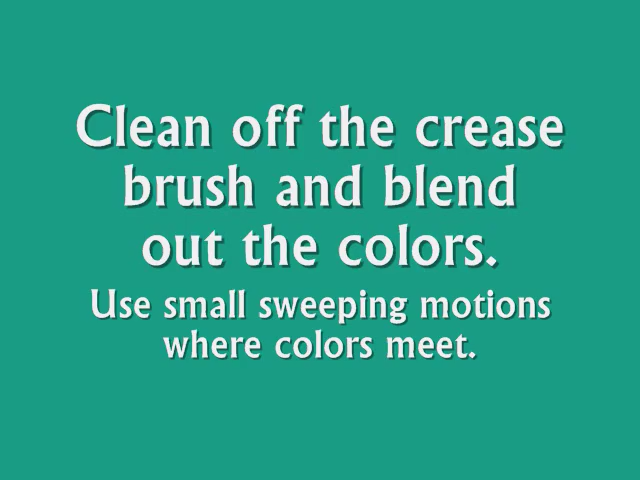 Clean off the crease
brush and blend
out the colors.
Use small sweeping motions
where colors meet.